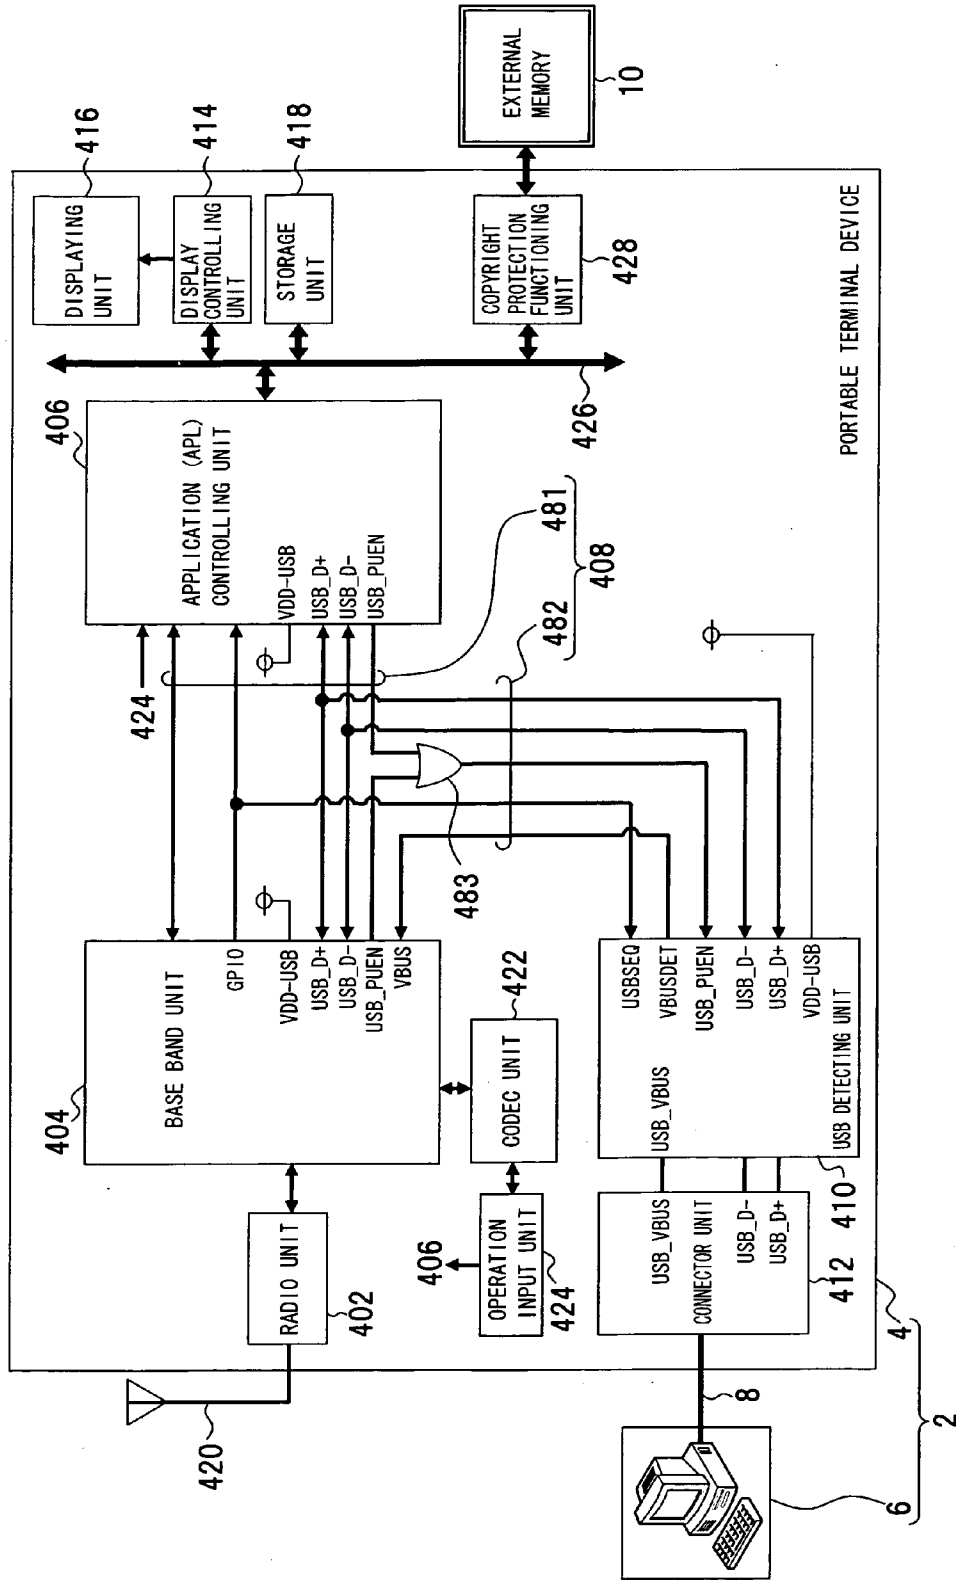 420
RADIO UNIT
402
404
BASE BAND UNIT
GPIO
VDD-USB
USB_D+
USB_D-
USB_PUEN
VBUS
424
406
APPLICATION (APL)
CONTROLLING UNIT
VDD-USB
USB_D+
USB_D-
USB_PUEN
DISPLAYING
UNIT
416
DISPLAY
CONTROLLING
UNIT
414
STORAGE
UNIT
418
406
OPERATION
INPUT UNIT
424
CODEC UNIT
422
483
482
481
408
426
COPYRIGHT
PROTECTION
FUNCTIONING
UNIT
428
EXTERNAL
MEMORY
10
6
8
2
4
USB_VBUS
CONNECTOR UNIT
USB_D-
USB_D+
412
USB_VBUS
USBSEQ
VBUSDET
USB_PUEN
USB_D-
USB_D+
VDD-USB
USB DETECTING UNIT
410
PORTABLE TERMINAL DEVICE